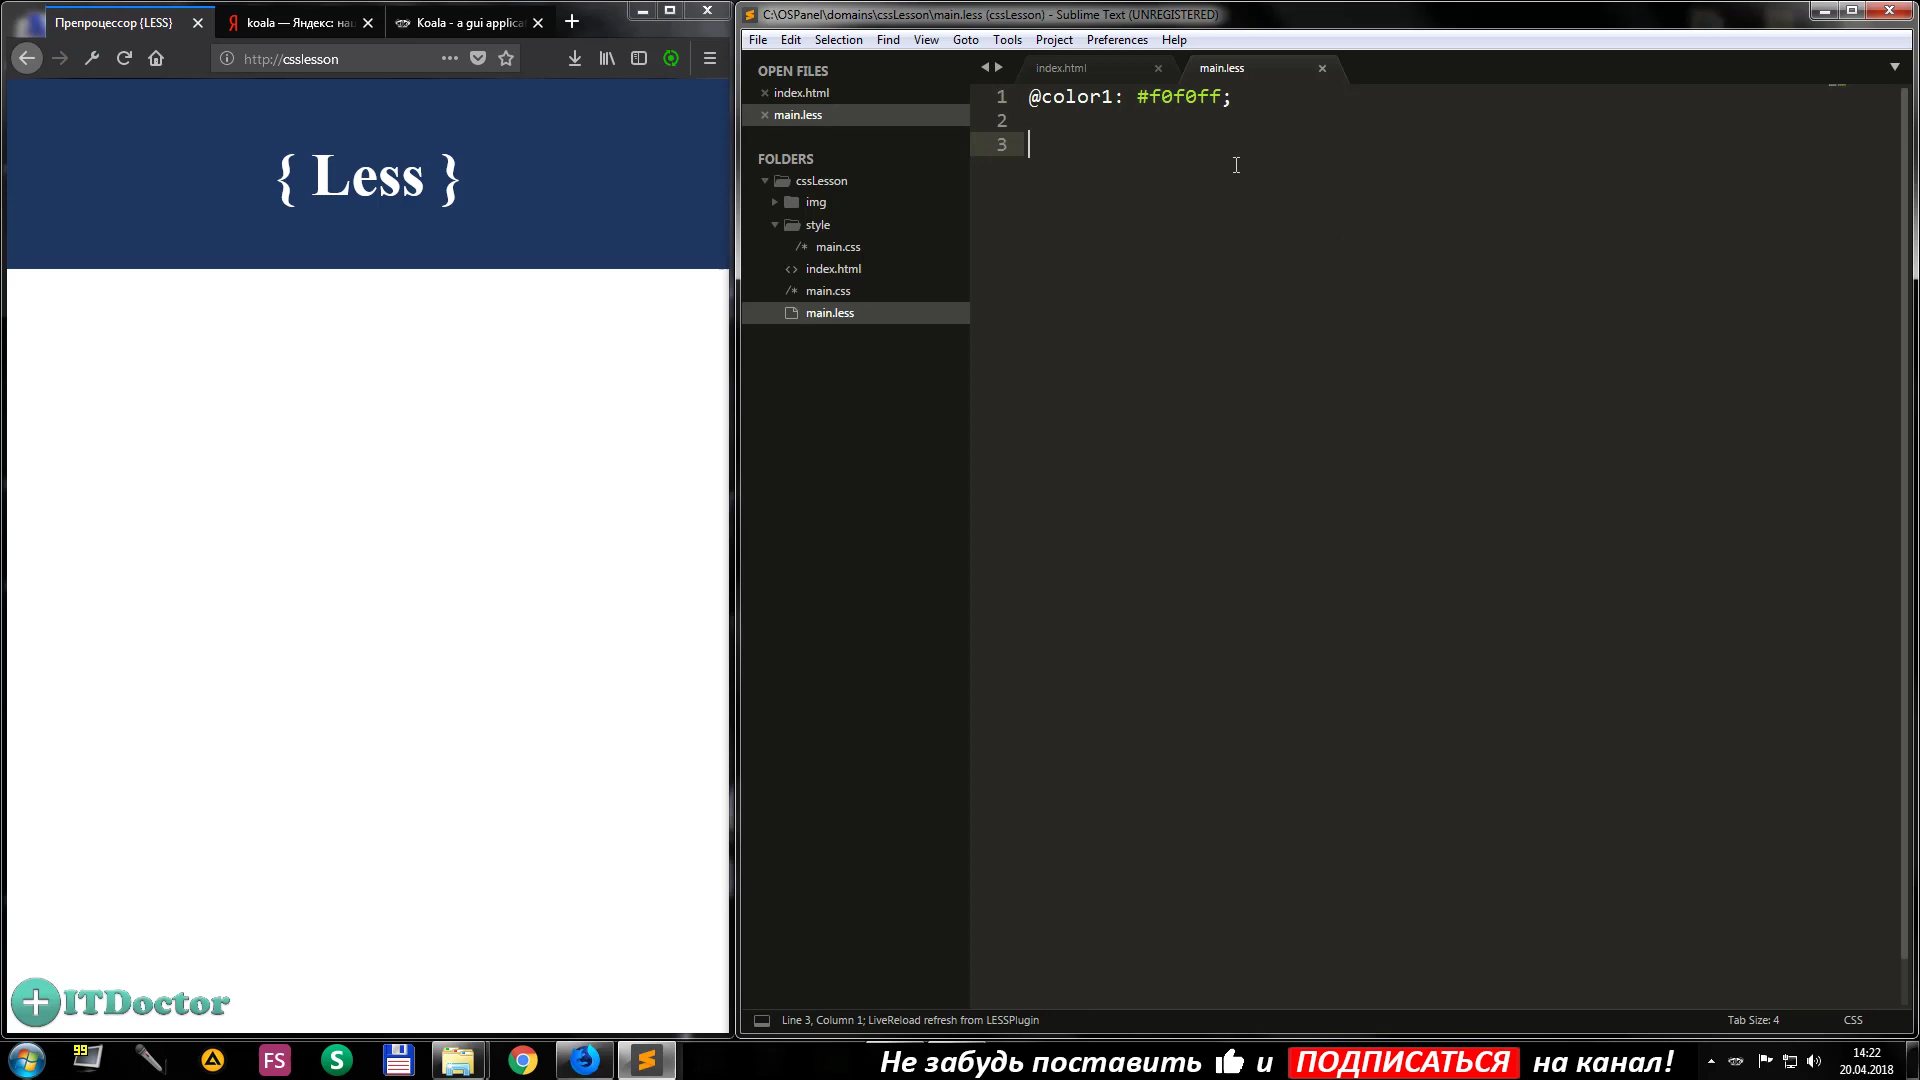 Препроцессор {LESS}
koala — Яндекс: наш
Koala - a gui applica
http://csslesson
{ Less }
ITDoctor
C:\OSPanel\domains\cssLesson\main.less (cssLesson) - Sublime Text (UNREGISTERED)
File Edit Selection Find View Goto Tools Project Preferences Help
OPEN FILES
index.html
main.less
FOLDERS
cssLesson
img
style
/* main.css
<> index.html
/* main.css
main.less
index.html
main.less
1 @color1: #f0f0ff;
2
3
Line 3, Column 1; LiveReload refresh from LESSPlugin
Tab Size: 4
CSS
99
FS
S
Не забудь поставить и ПОДПИСАТЬСЯ на канал!
14:22
20.04.2018